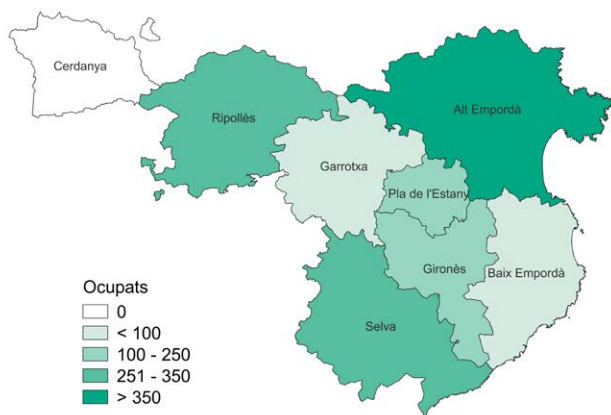 Cerdanya
Ripollès
Alt Empordà
Garrotxa
Pla de l'Estany
Gironès
Baix Empordà
Selva
Ocupats
0
< 100
100 - 250
251 - 350
> 350